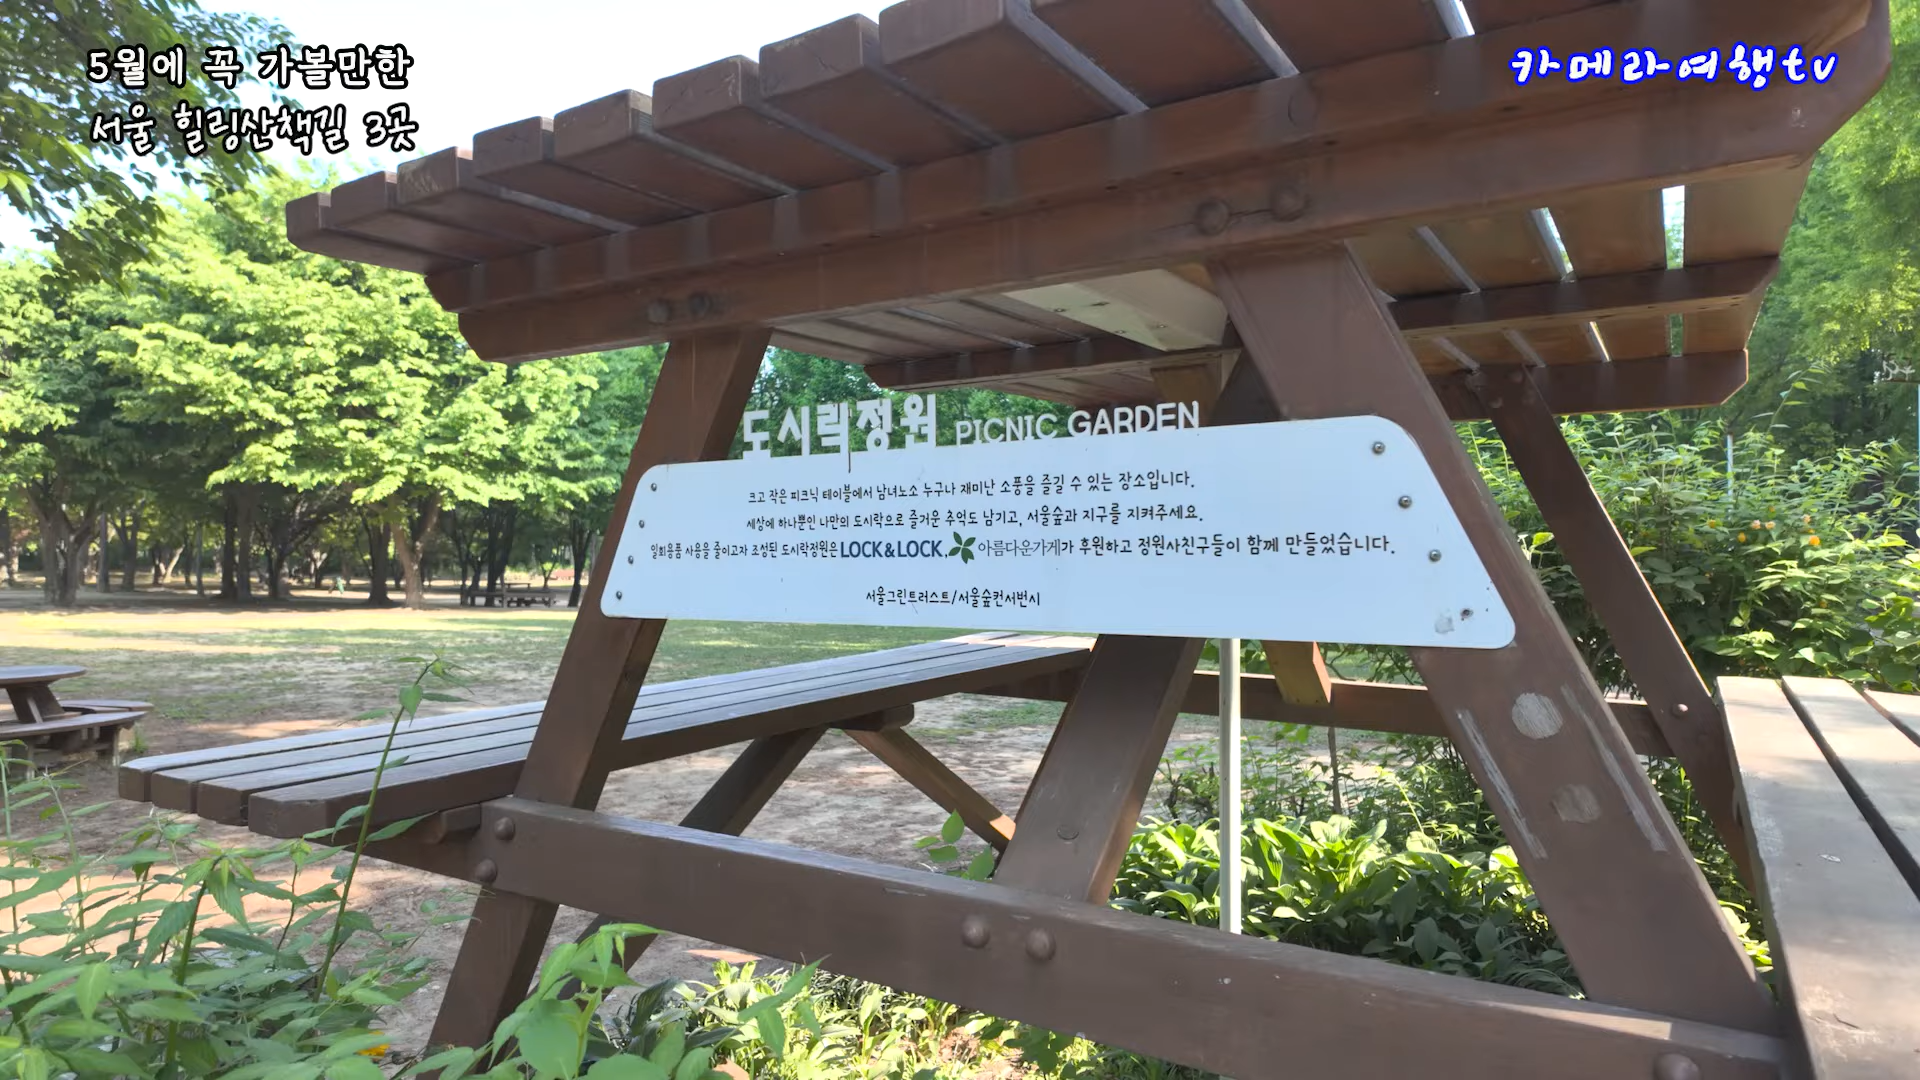 5월에 꼭 가볼만한
서울 힐링산책길 3곳
카메라여행tv
도시락정원 PICNIC GARDEN
크고 작은 피크닉 테이블에서 남녀노소 누구나 재미난 소풍을 즐길 수 있는 장소입니다.
세상에 하나뿐인 나만의 도시락으로 즐거운 추억도 남기고, 서울숲과 지구를 지켜주세요.
일회용품 사용을 줄이고자 조성된 도시락정원은 LOCK&LOCK, 아름다운가게가 후원하고 정원사친구들이 함께 만들었습니다.
서울그린트러스트/서울숲컨서번시